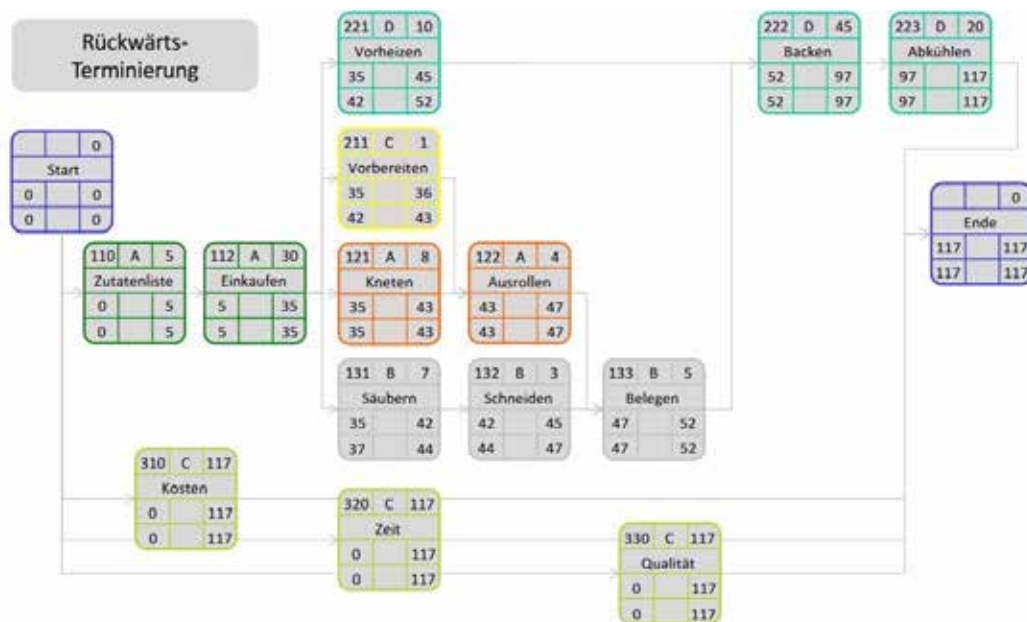 Rückwärts-
Terminierung
221 D 10
Vorheizen
35 45
42 52
222 D 45
Backen
52 97
52 97
223 D 20
Abkühlen
97 117
97 117
0
Start
0 0
0 0
211 C 1
Vorbereiten
35 36
42 43
0
Ende
117 117
117 117
110 A 5
Zutatenliste
0 5
0 5
112 A 30
Einkaufen
5 35
5 35
121 A 8
Kneten
35 43
35 43
122 A 4
Ausrollen
43 47
43 47
131 B 7
Säubern
35 42
37 44
132 B 3
Schneiden
42 45
44 47
133 B 5
Belegen
47 52
47 52
310 C 117
Kosten
0 117
0 117
320 C 117
Zeit
0 117
0 117
330 C 117
Qualität
0 117
0 117